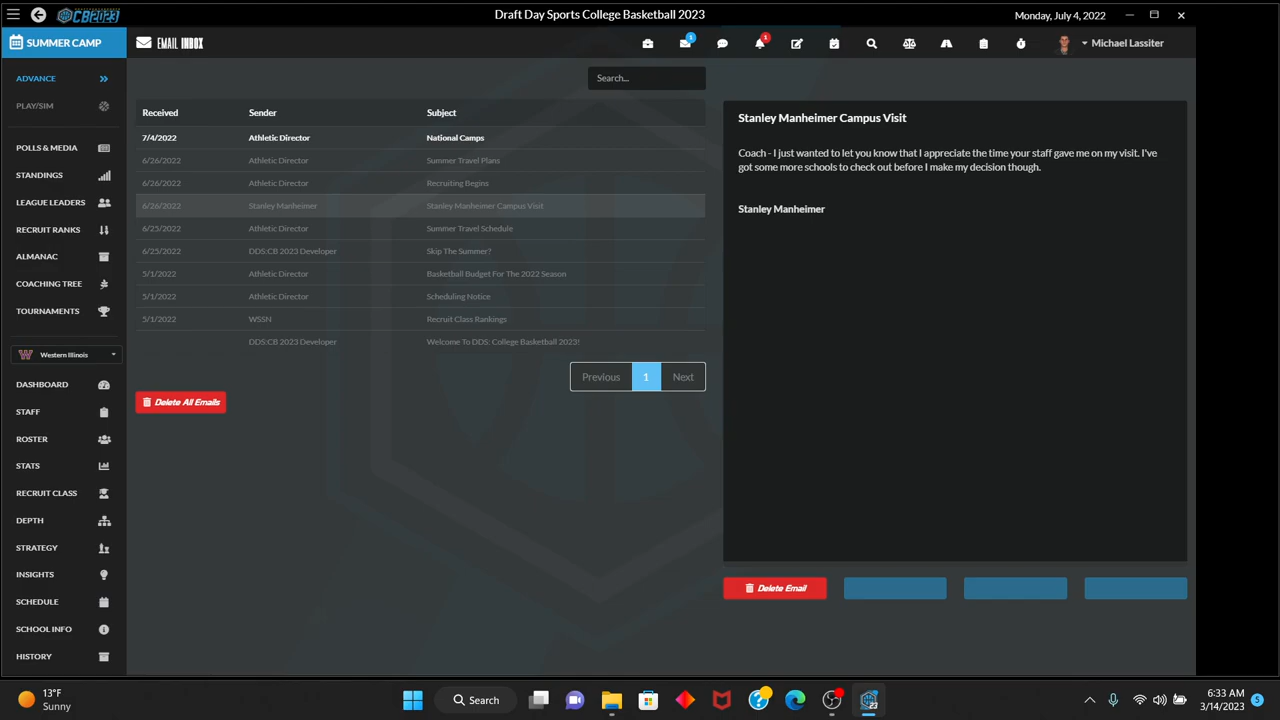 CB2023
Draft Day Sports College Basketball 2023
Monday, July 4, 2022
SUMMER CAMP
EMAIL INBOX
1
1
Michael Lassiter
ADVANCE
PLAY/SIM
POLLS & MEDIA
STANDINGS
LEAGUE LEADERS
RECRUIT RANKS
ALMANAC
COACHING TREE
TOURNAMENTS
W Western Illinois
DASHBOARD
STAFF
ROSTER
STATS
RECRUIT CLASS
DEPTH
STRATEGY
INSIGHTS
SCHEDULE
SCHOOL INFO
HISTORY
Search...
Received Sender Subject
7/4/2022 Athletic Director National Camps
6/26/2022 Athletic Director Summer Travel Plans
6/26/2022 Athletic Director Recruiting Begins
6/26/2022 Stanley Manheimer Stanley Manheimer Campus Visit
6/25/2022 Athletic Director Summer Travel Schedule
6/25/2022 DDS:CB 2023 Developer Skip The Summer?
5/1/2022 Athletic Director Basketball Budget For The 2022 Season
5/1/2022 Athletic Director Scheduling Notice
5/1/2022 WSSN Recruit Class Rankings
DDS:CB 2023 Developer Welcome To DDS: College Basketball 2023!
Previous 1 Next
Delete All Emails
Stanley Manheimer Campus Visit
Coach - I just wanted to let you know that I appreciate the time your staff gave me on my visit. I've
got some more schools to check out before I make my decision though.
Stanley Manheimer
Delete Email
13°F
Sunny
Search
23
6:33 AM
3/14/2023
5